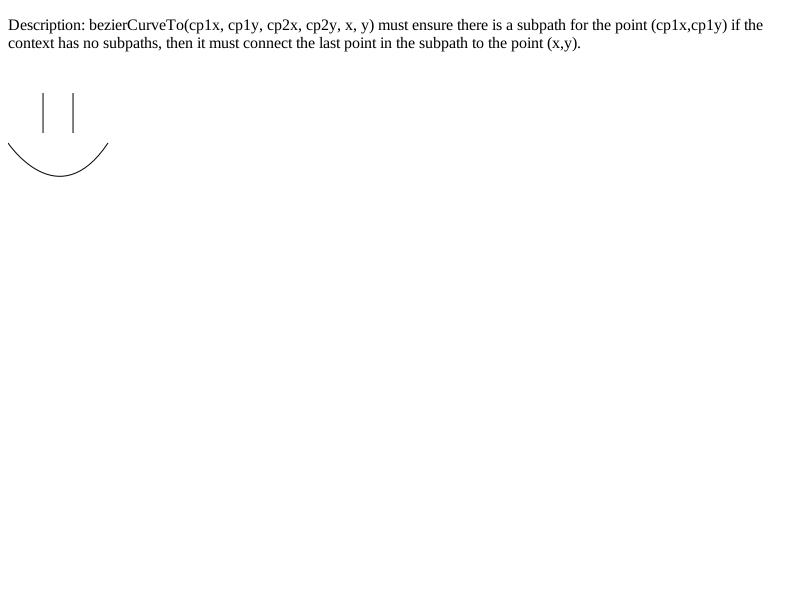 Description: bezierCurveTo(cp1x, cp1y, cp2x, cp2y, x, y) must ensure there is a subpath for the point (cp1x,cp1y) if the
context has no subpaths, then it must connect the last point in the subpath to the point (x,y).